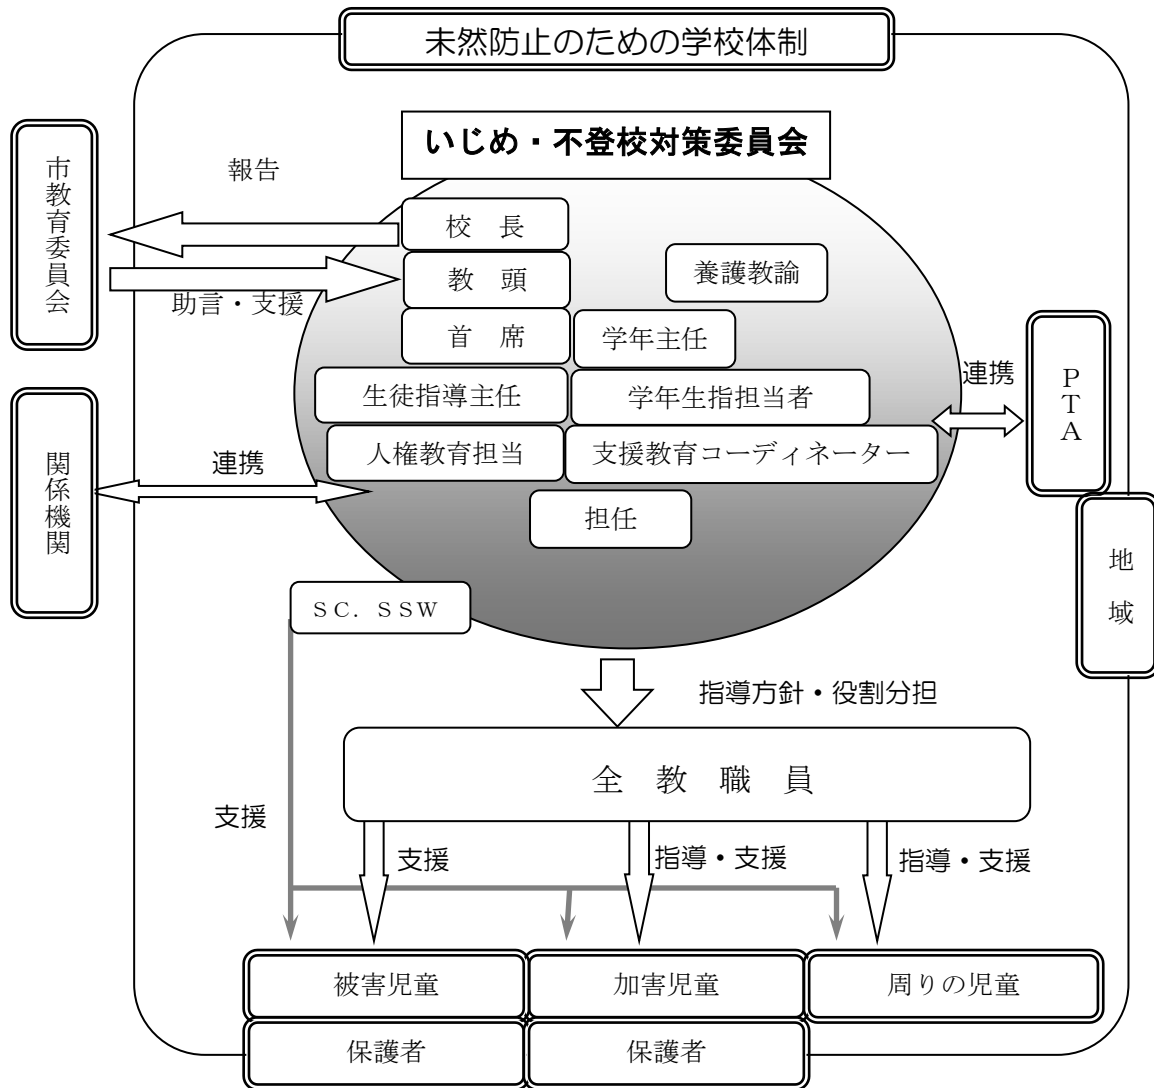 未然防止のための学校体制
いじめ・不登校対策委員会
市教育委員会
報告
助言・支援
校　長
教　頭
首　席
養護教諭
学年主任
生徒指導主任
学年生指担当者
人権教育担当
支援教育コーディネーター
担任
ＳＣ．ＳＳＷ
連携
ＰＴＡ
関係機関
連携
地　域
指導方針・役割分担
全　教　職　員
支援
支援
指導・支援
指導・支援
被害児童
加害児童
周りの児童
保護者
保護者